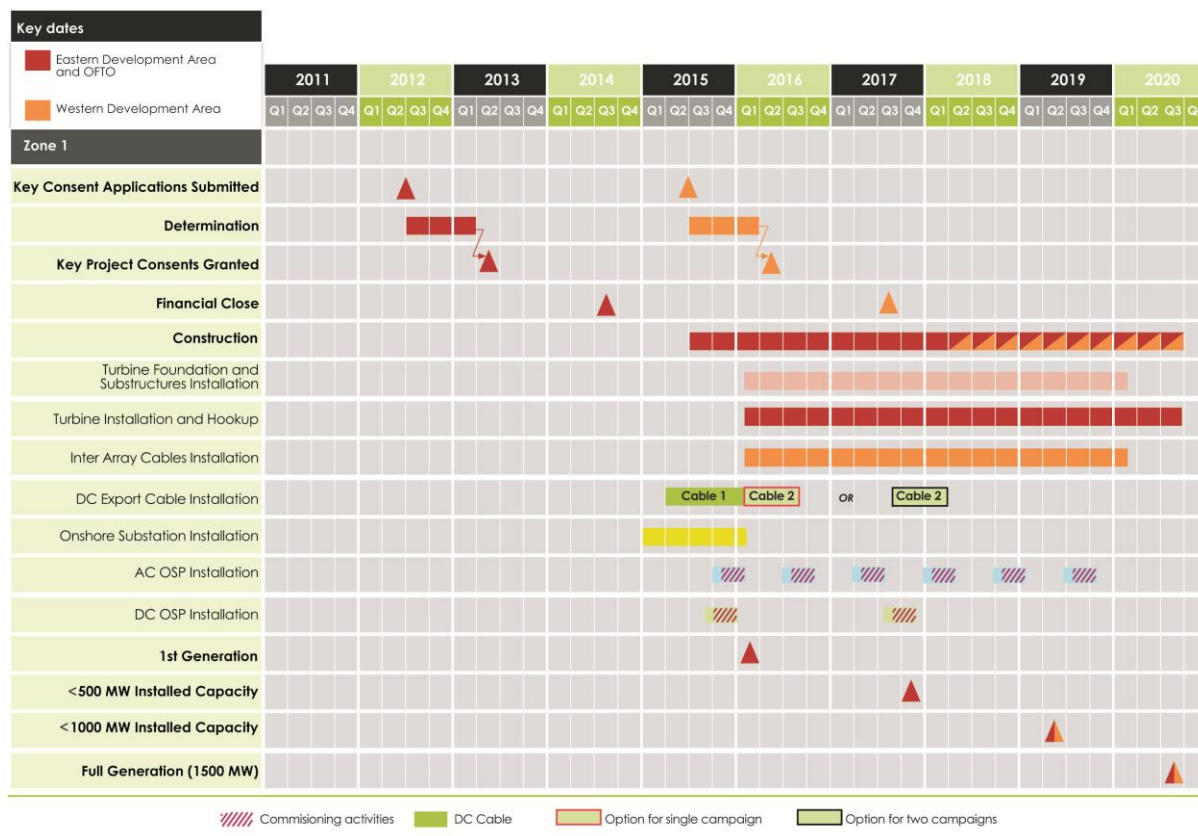 Key dates
Eastern Development Area
and OFTO
Western Development Area
2011 2012 2013 2014 2015 2016 2017 2018 2019 2020
Q1 Q2 Q3 Q4 Q1 Q2 Q3 Q4 Q1 Q2 Q3 Q4 Q1 Q2 Q3 Q4 Q1 Q2 Q3 Q4 Q1 Q2 Q3 Q4 Q1 Q2 Q3 Q4 Q1 Q2 Q3 Q4 Q1 Q2 Q3 Q4 Q1 Q2 Q3 Q4
Zone 1
Key Consent Applications Submitted
Determination
Key Project Consents Granted
Financial Close
Construction
Turbine Foundation and
Substructures Installation
Turbine Installation and Hookup
Inter Array Cables Installation
DC Export Cable Installation Cable 1 Cable 2 OR Cable 2
Onshore Substation Installation
AC OSP Installation
DC OSP Installation
1st Generation
<500 MW Installed Capacity
<1000 MW Installed Capacity
Full Generation (1500 MW)
Commisioning activities DC Cable Option for single campaign Option for two campaigns